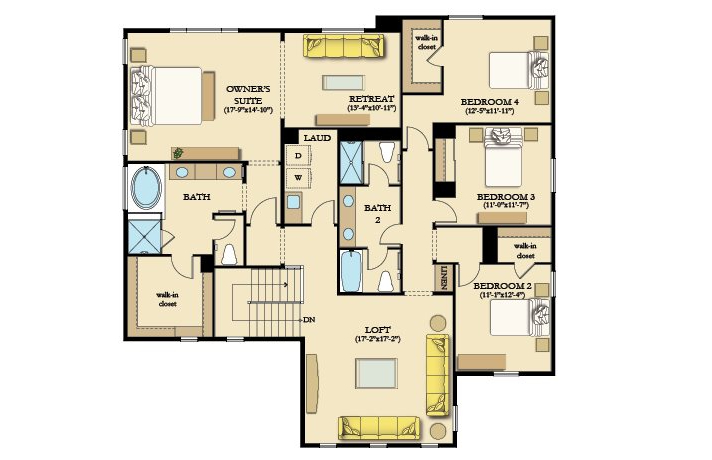 OWNER'S
SUITE
(17'-9"x14'-10")
RETREAT
(13'-4"x10'-11")
walk-in
closet
BEDROOM 4
(12'-5"x11'-11")
LAUD
D
W
BATH
BATH
2
BEDROOM 3
(11'-0"x11'-7")
walk-in
closet
BEDROOM 2
(11'-1"x12'-4")
LINEN
walk-in
closet
DN
LOFT
(17'-2"x17'-2")